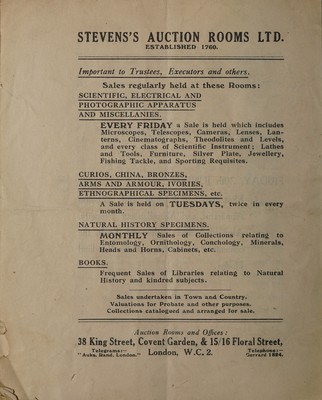 STEVENS'S AUCTION ROOMS LTD.
ESTABLISHED 1760.
Important to Trustees, Executors and others.
Sales regularly held at these Rooms:
SCIENTIFIC, ELECTRICAL AND
PHOTOGRAPHIC APPARATUS
AND MISCELLANIES.
EVERY FRIDAY a Sale is held which includes
Microscopes, Telescopes, Cameras, Lenses, Lan-
terns, Cinematographs, Theodolites and Levels,
and every class of Scientific Instrument; Lathes
and Tools, Furniture, Silver Plate, Jewellery,
Fishing Tackle, and Sporting Requisites.
CURIOS, CHINA, BRONZES,
ARMS AND ARMOUR, IVORIES,
ETHNOGRAPHICAL SPECIMENS, etc.
A Sale is held on TUESDAYS, twice in every
month.
NATURAL HISTORY SPECIMENS.
MONTHLY Sales of Collections relating to
Entomology, Ornithology, Conchology, Minerals,
Heads and Horns, Cabinets, etc.
BOOKS.
Frequent Sales of Libraries relating to Natural
History and kindred subjects.
Sales undertaken in Town and Country.
Valuations for Probate and other purposes.
Collections catalogued and arranged for sale.
Auction Rooms and Offices:
38 King Street, Covent Garden, & 15/16 Floral Street,
Telegrams:—
"Auks, Rand, London."
London, W.C. 2.
Telephone:—
Gerrard 1824.